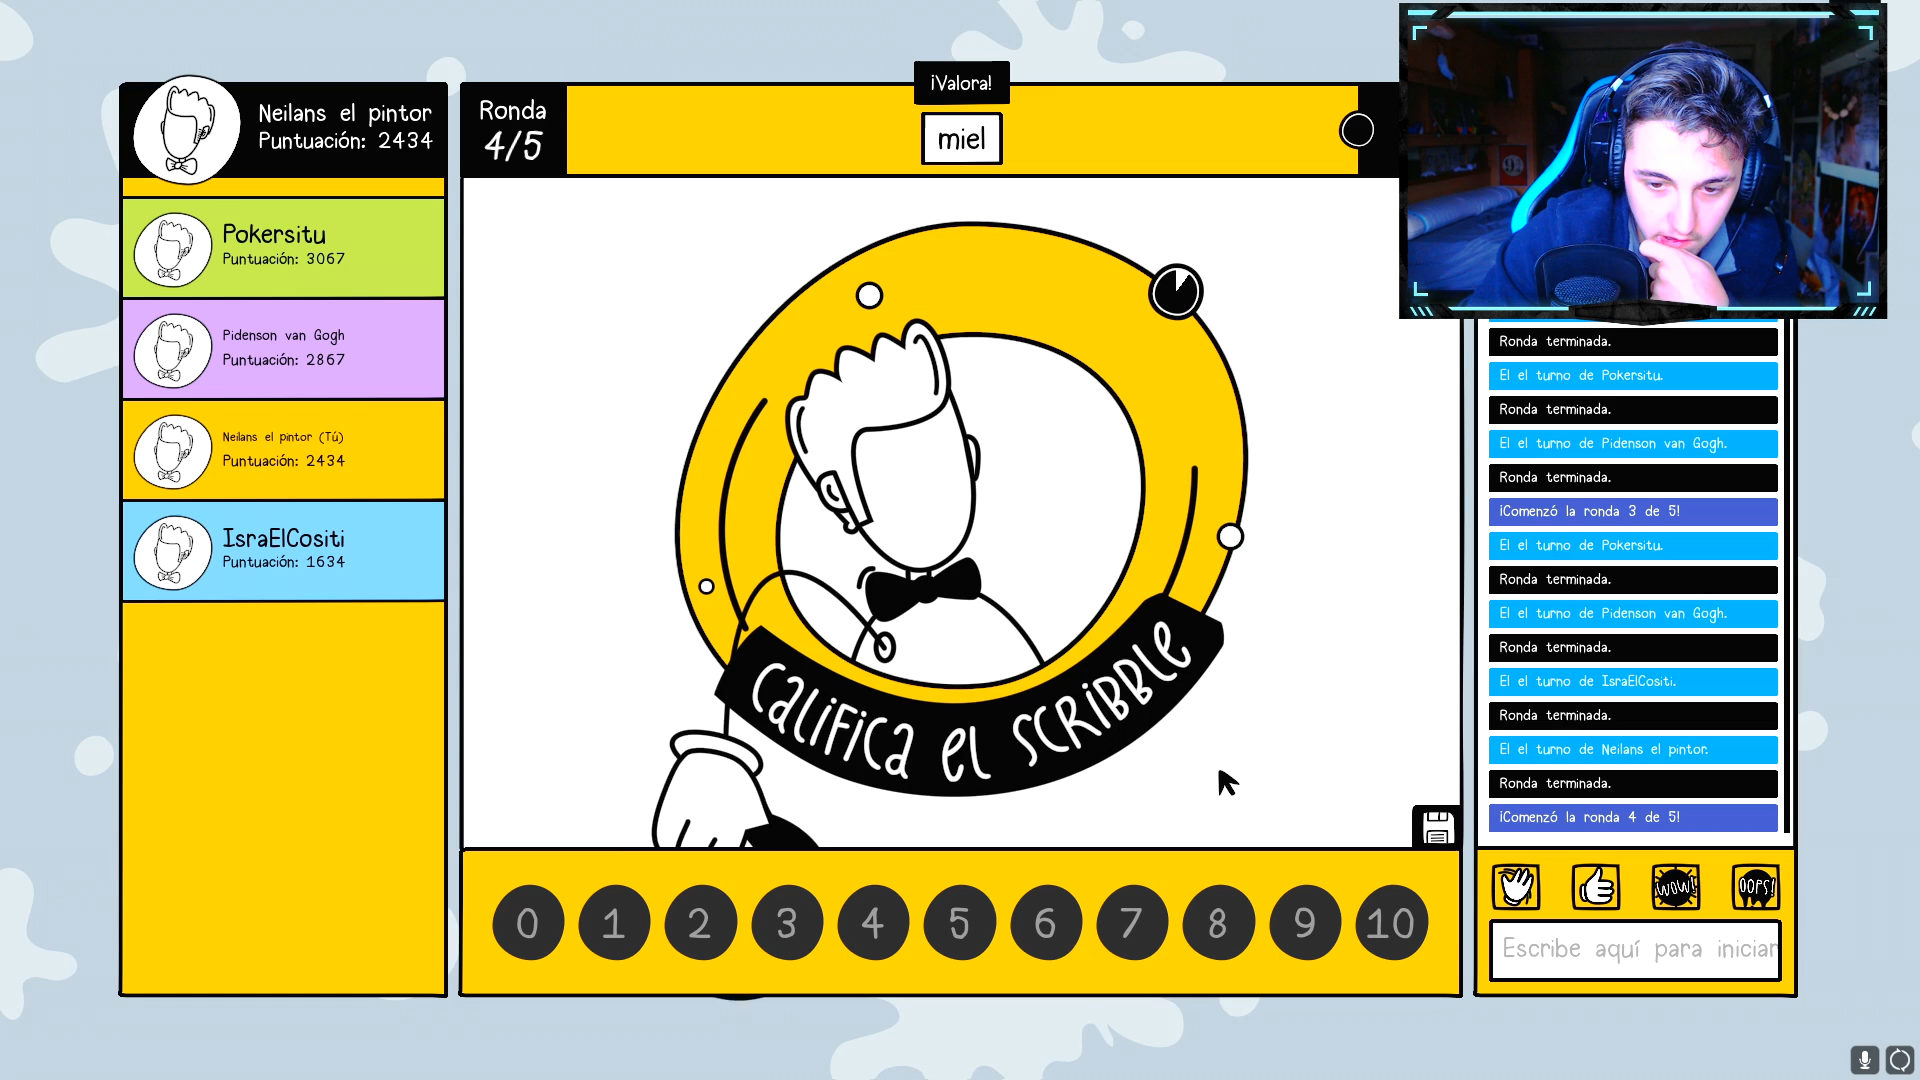 Neilans el pintor
Puntuación: 2434
Pokersitu
Puntuación: 3067
Pidenson van Gogh
Puntuación: 2867
Neilans el pintor (Tú)
Puntuación: 2434
IsraElCositi
Puntuación: 1634
Ronda
4/5
¡Valora!
miel
CALIFICA el SCRIBBLE
0 1 2 3 4 5 6 7 8 9 10
Ronda terminada.
El el turno de Pokersitu.
Ronda terminada.
El el turno de Pidenson van Gogh.
Ronda terminada.
¡Comenzó la ronda 3 de 5!
El el turno de Pokersitu.
Ronda terminada.
El el turno de Pidenson van Gogh.
Ronda terminada.
El el turno de IsraElCositi.
Ronda terminada.
El el turno de Neilans el pintor.
Ronda terminada.
¡Comenzó la ronda 4 de 5!
WOW!
OOPS!
Escribe aquí para iniciar